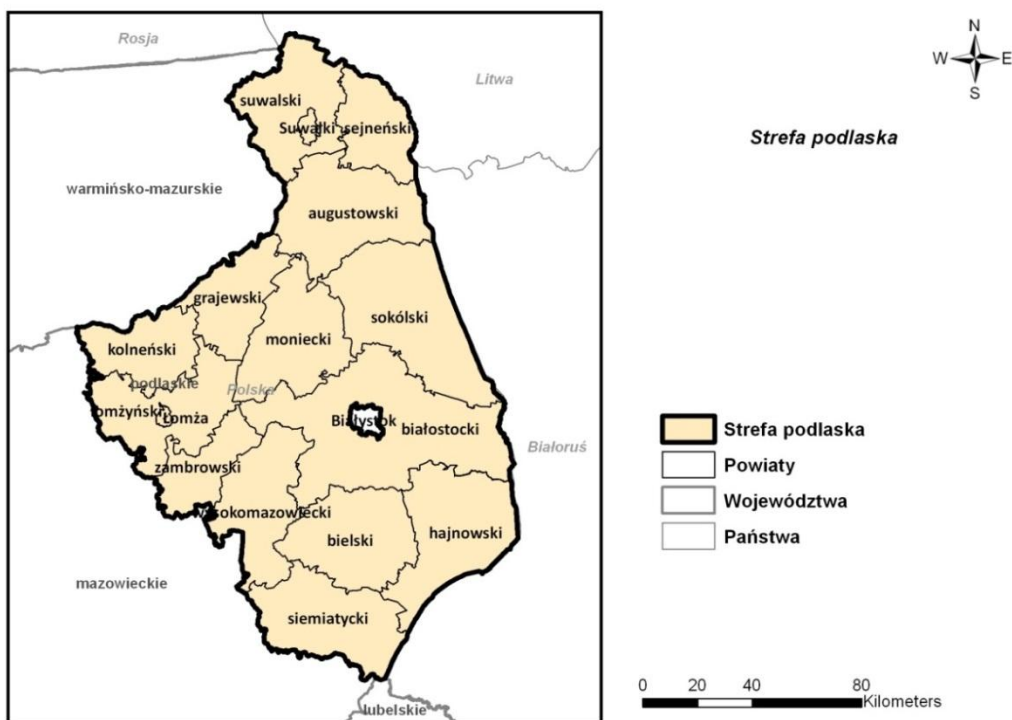 Rosja
Litwa
N
W E
S
suwalski
Suwałki sejneński
Strefa podlaska
warmińsko-mazurskie
augustowski
grajewski
sokólski
moniecki
kolneński
podlaskie
Polska
łomżyński
Łomża
Białystok
białostocki
Białoruś
zambrowski
wysokomazowiecki
hajnowski
bielski
mazowieckie
siemiatycki
lubelskie
Strefa podlaska
Powiaty
Województwa
Państwa
0 20 40 80
Kilometers